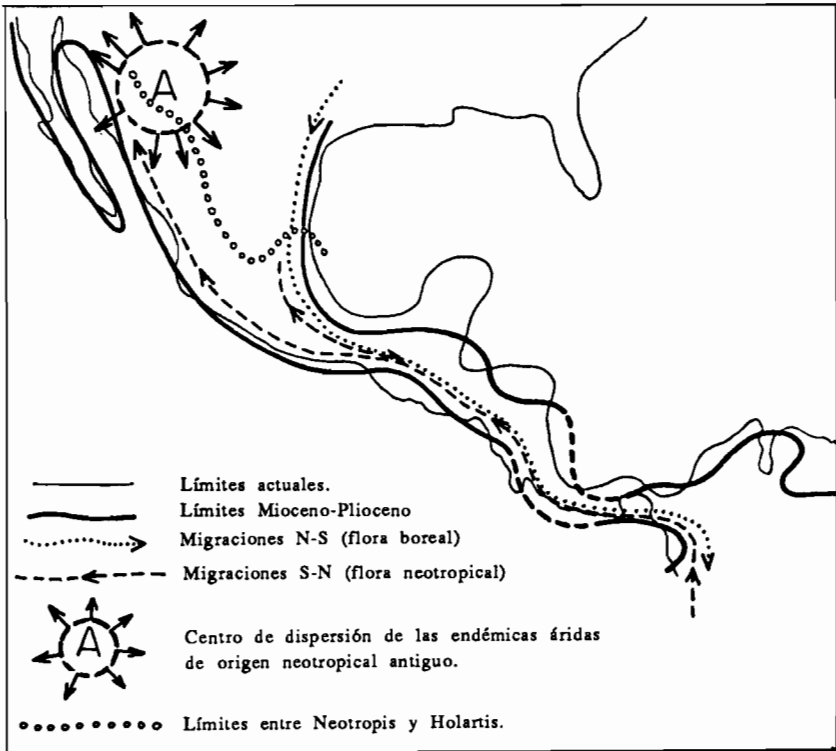 A
Límites actuales.
Límites Mioceno-Plioceno
Migraciones N-S (flora boreal)
Migraciones S-N (flora neotropical)
A
Centro de dispersión de las endémicas áridas
de origen neotropical antiguo.
Límites entre Neotropis y Holartis.